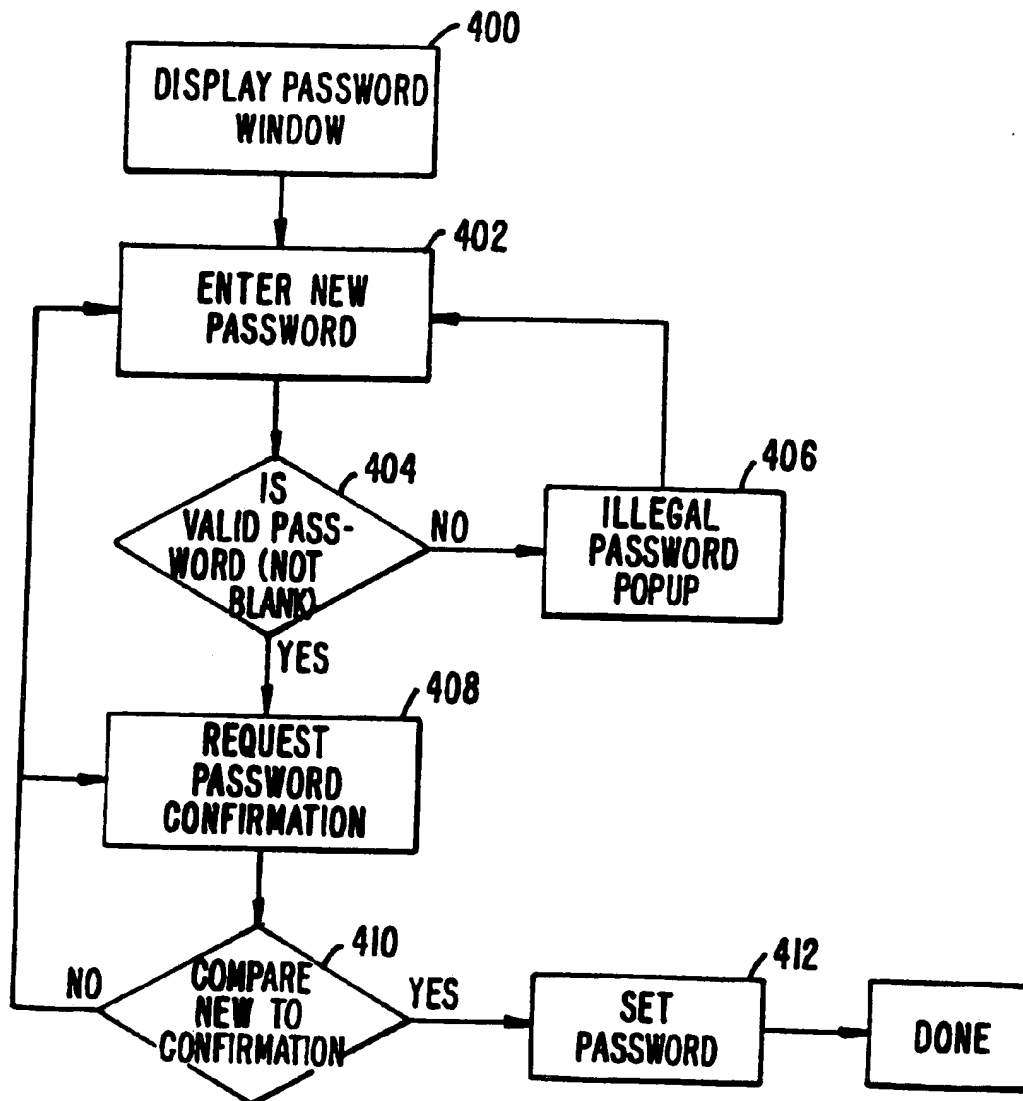 400
DISPLAY PASSWORD
WINDOW
402
ENTER NEW
PASSWORD
404
IS
VALID PASS-
WORD (NOT
BLANK)
NO
406
ILLEGAL
PASSWORD
POPUP
YES
408
REQUEST
PASSWORD
CONFIRMATION
410
NO
COMPARE
NEW TO
CONFIRMATION
YES
412
SET
PASSWORD
DONE